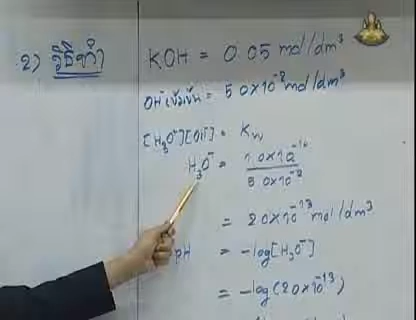 2) วิธีทำ KOH = 0.05 mol/dm³
OH⁻ เข้มข้น = 5.0×10⁻² mol/dm³
[H₃O⁺][OH⁻] = Kw
H₃O⁻ = 1.0×10⁻¹⁴
5.0×10⁻²
= 2.0×10⁻¹³ mol/dm³
pH = -log[H₃O⁻]
= -log(2.0×10⁻¹³)